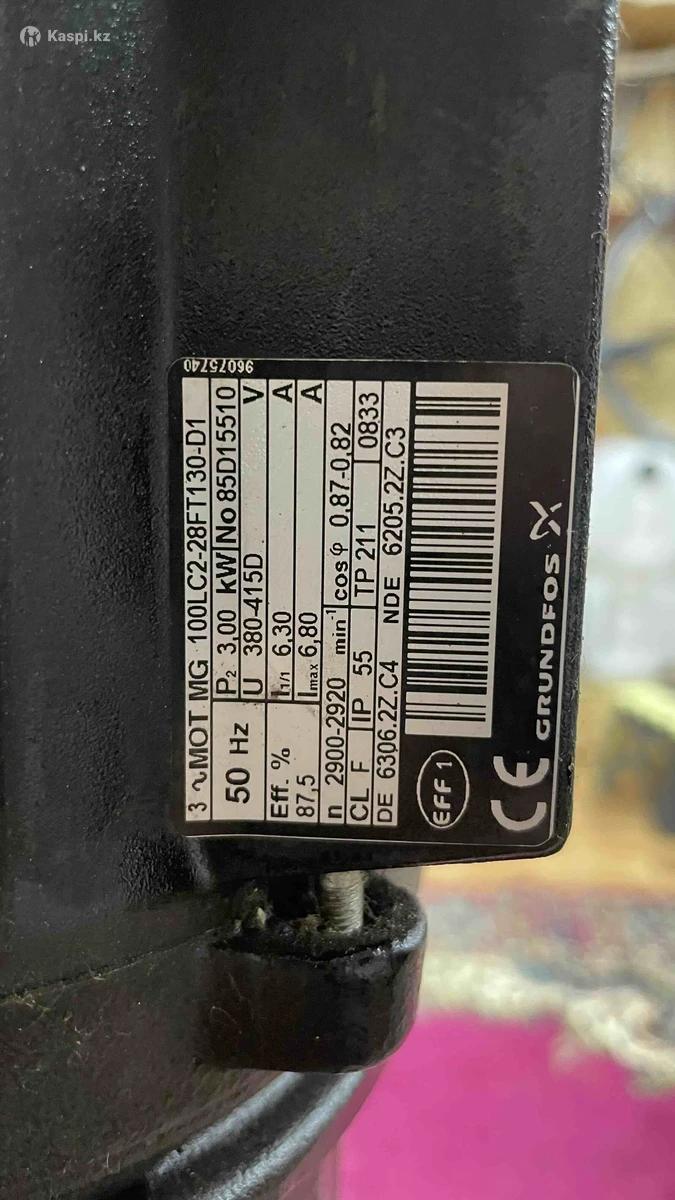 Kaspi.kz
96075740
3 ∿ MOT MG 100LC2-28FT130-D1
50 Hz
P₂ 3,00 kW No 85D15510
U 380-415D V
Eff. %
87,5
I₁/₁ 6,30 A
Imax 6,80 A
n 2900-2920 min⁻¹ cos φ 0,87-0,82
CL F IP 55 TP 211 0833
DE 6306.2Z.C4 NDE 6205.2Z.C3
EFF 1
CE GRUNDFOS